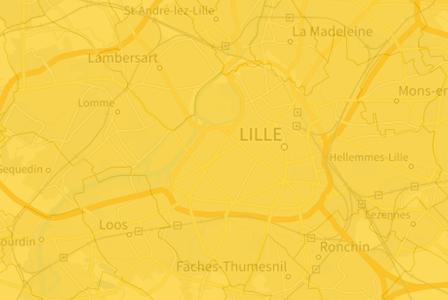 St-André-lez-Lille
La Madeleine
Lambersart
Mons-en
Lomme
LILLE
Hellemmes-Lille
Sequedin
Lezennes
Loos
ourdin
Ronchin
Faches-Thumesnil